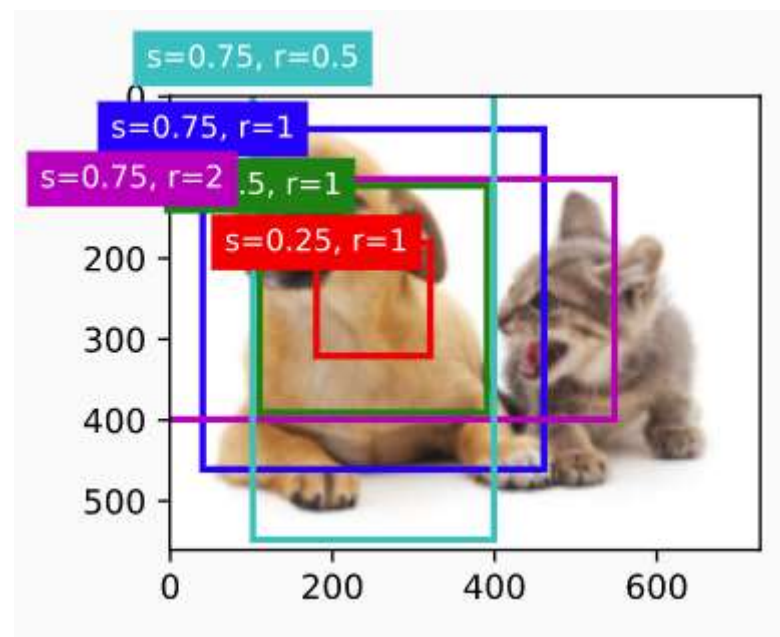 s=0.75, r=0.5
0
s=0.75, r=1
s=0.75, r=2
.5, r=1
s=0.25, r=1
200
300
400
500
0 200 400 600